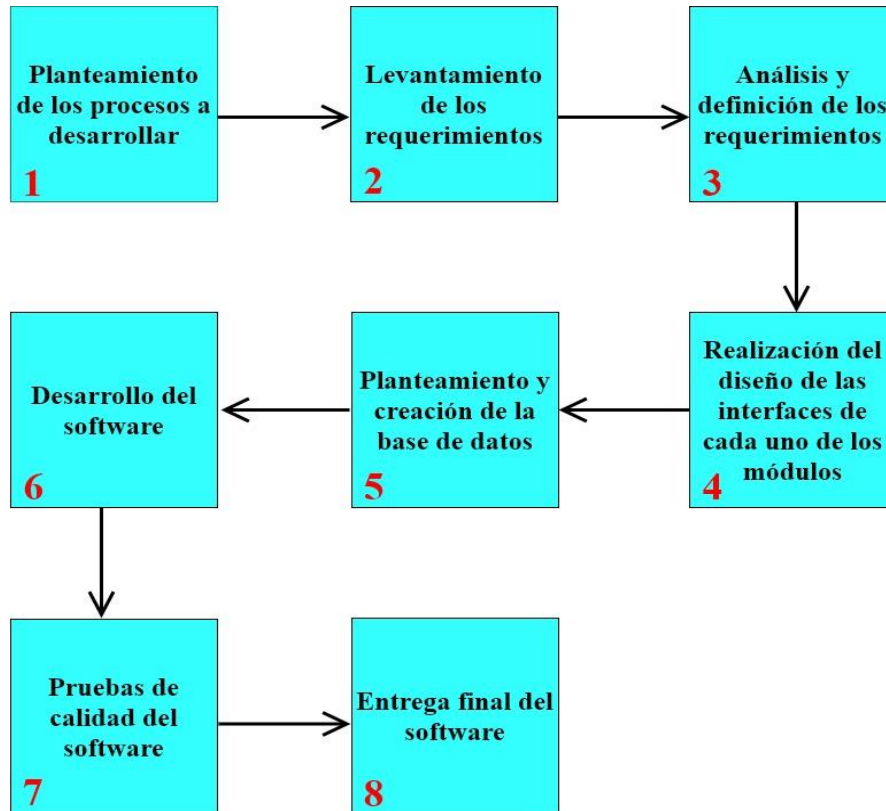 Planteamiento
de los procesos a
desarrollar
1
Levantamiento
de los
requerimientos
2
Análisis y
definición de los
requerimientos
3
Realización del
diseño de las
interfaces de
cada uno de los
módulos
4
Planteamiento y
creación de la
base de datos
5
Desarrollo del
software
6
Pruebas de
calidad del
software
7
Entrega final del
software
8